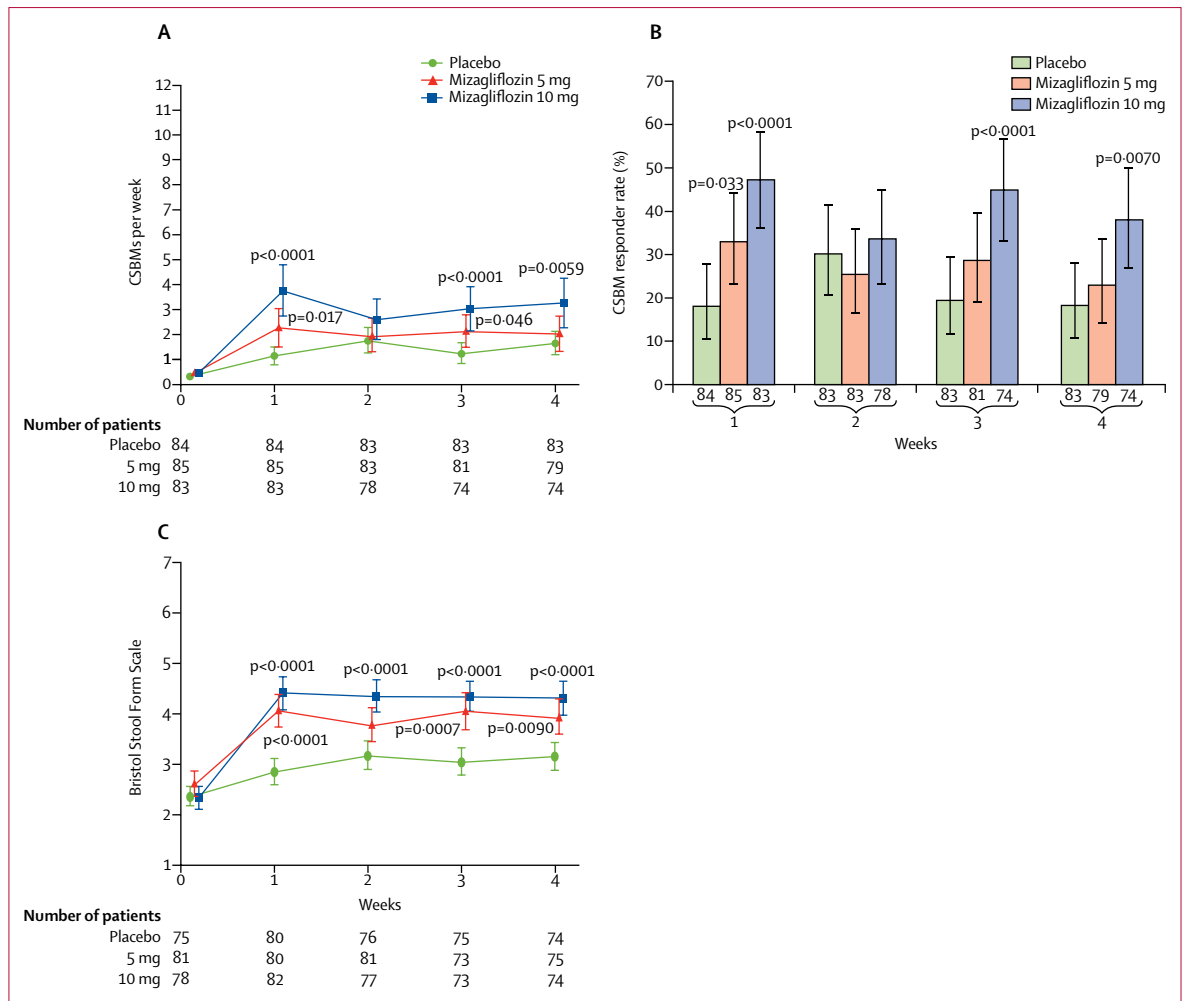 A
Placebo
Mizagliflozin 5 mg
Mizagliflozin 10 mg
12
11
10
9
8
7
6
5
4
3
2
1
0
CSBMs per week
p<0·0001
p=0·017
p<0·0001
p=0·046
p=0·0059
0 1 2 3 4
Number of patients
Placebo 84 84 83 83 83
5 mg 85 85 83 81 79
10 mg 83 83 78 74 74
B
Placebo
Mizagliflozin 5 mg
Mizagliflozin 10 mg
70
60
50
40
30
20
10
0
CSBM responder rate (%)
p=0·033
p<0·0001
p<0·0001
p=0·0070
84 85 83 83 83 78 83 81 74 83 79 74
1 2 3 4
Weeks
C
7
6
5
4
3
2
1
Bristol Stool Form Scale
p<0·0001 p<0·0001 p<0·0001 p<0·0001
p<0·0001 p=0·0007 p=0·0090
0 1 2 3 4
Weeks
Number of patients
Placebo 75 80 76 75 74
5 mg 81 80 81 73 75
10 mg 78 82 77 73 74